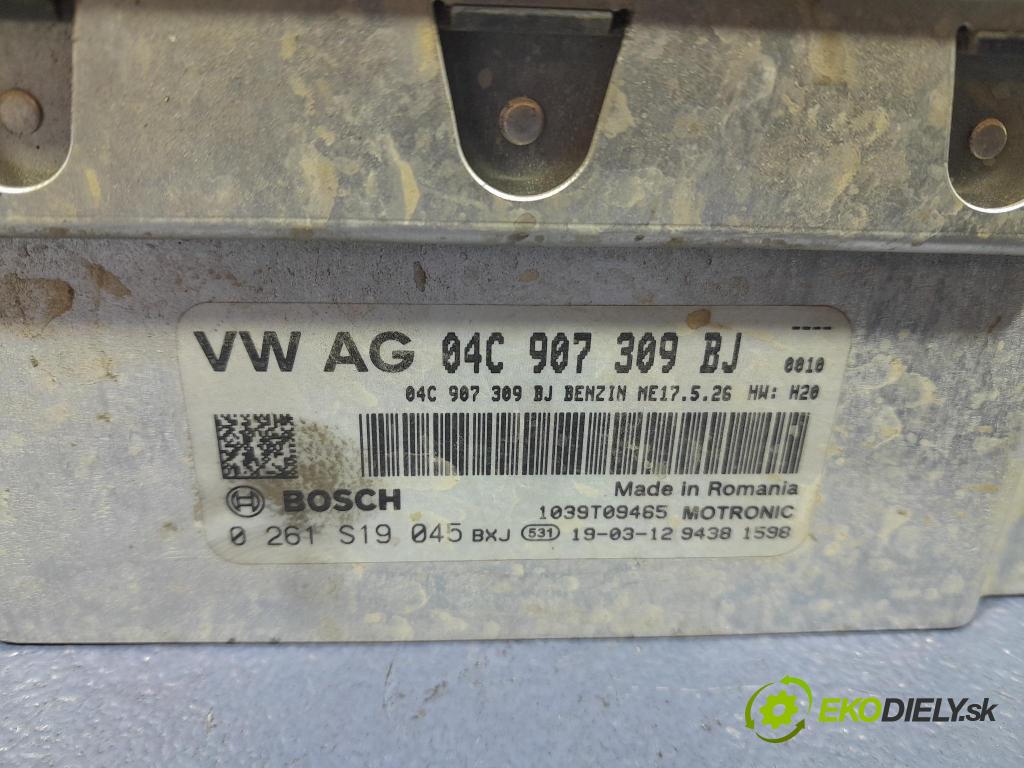 VW AG 04C 907 309 BJ ---- 0010
04C 907 309 BJ BENZIN ME17.5.26 HW: H20
Made in Romania
BOSCH 1039T09465 MOTRONIC
0 261 S19 045 BXJ 531 19-03-12 9438 1598
EKODIELY.sk